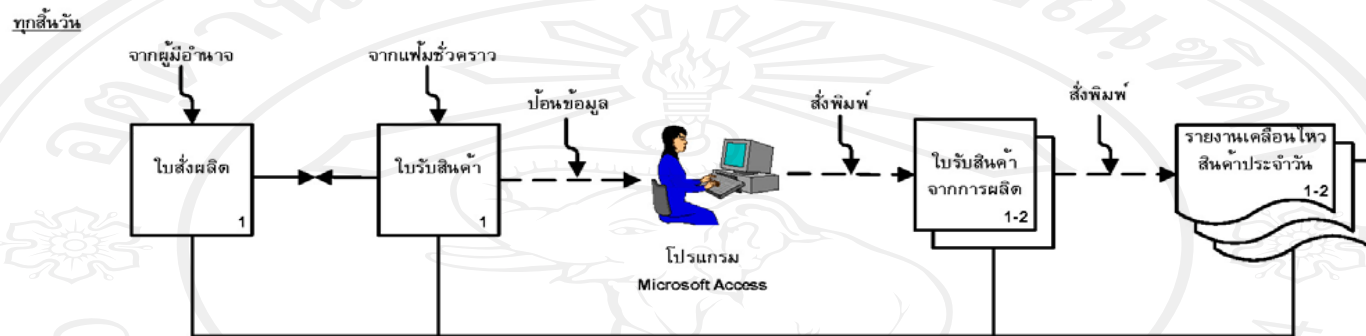 ทุกสิ้นวัน
จากผู้มีอำนาจ
จากแฟ้มชั่วคราว
ป้อนข้อมูล
สั่งพิมพ์
สั่งพิมพ์
ใบสั่งผลิต
1
ใบรับสินค้า
1
โปรแกรม
Microsoft Access
ใบรับสินค้า
จากการผลิต
1-2
รายงานเคลื่อนไหว
สินค้าประจำวัน
1-2